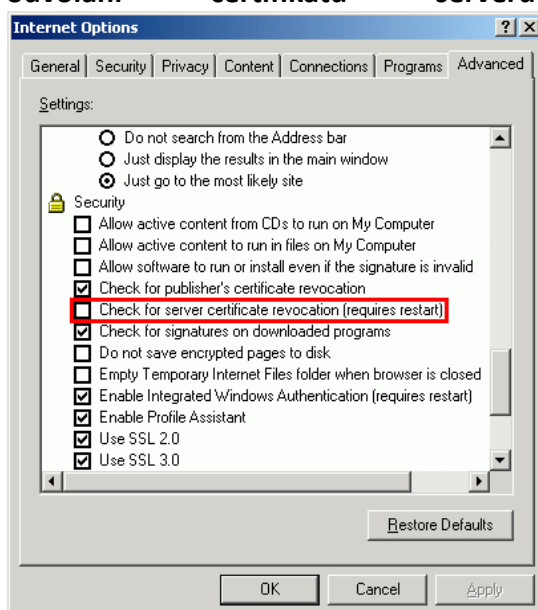 odvolání certifikátu serveru
Internet Options
General Security Privacy Content Connections Programs Advanced
Settings:
Do not search from the Address bar
Just display the results in the main window
Just go to the most likely site
Security
Allow active content from CDs to run on My Computer
Allow active content to run in files on My Computer
Allow software to run or install even if the signature is invalid
Check for publisher's certificate revocation
Check for server certificate revocation (requires restart)
Check for signatures on downloaded programs
Do not save encrypted pages to disk
Empty Temporary Internet Files folder when browser is closed
Enable Integrated Windows Authentication (requires restart)
Enable Profile Assistant
Use SSL 2.0
Use SSL 3.0
Restore Defaults
OK Cancel Apply